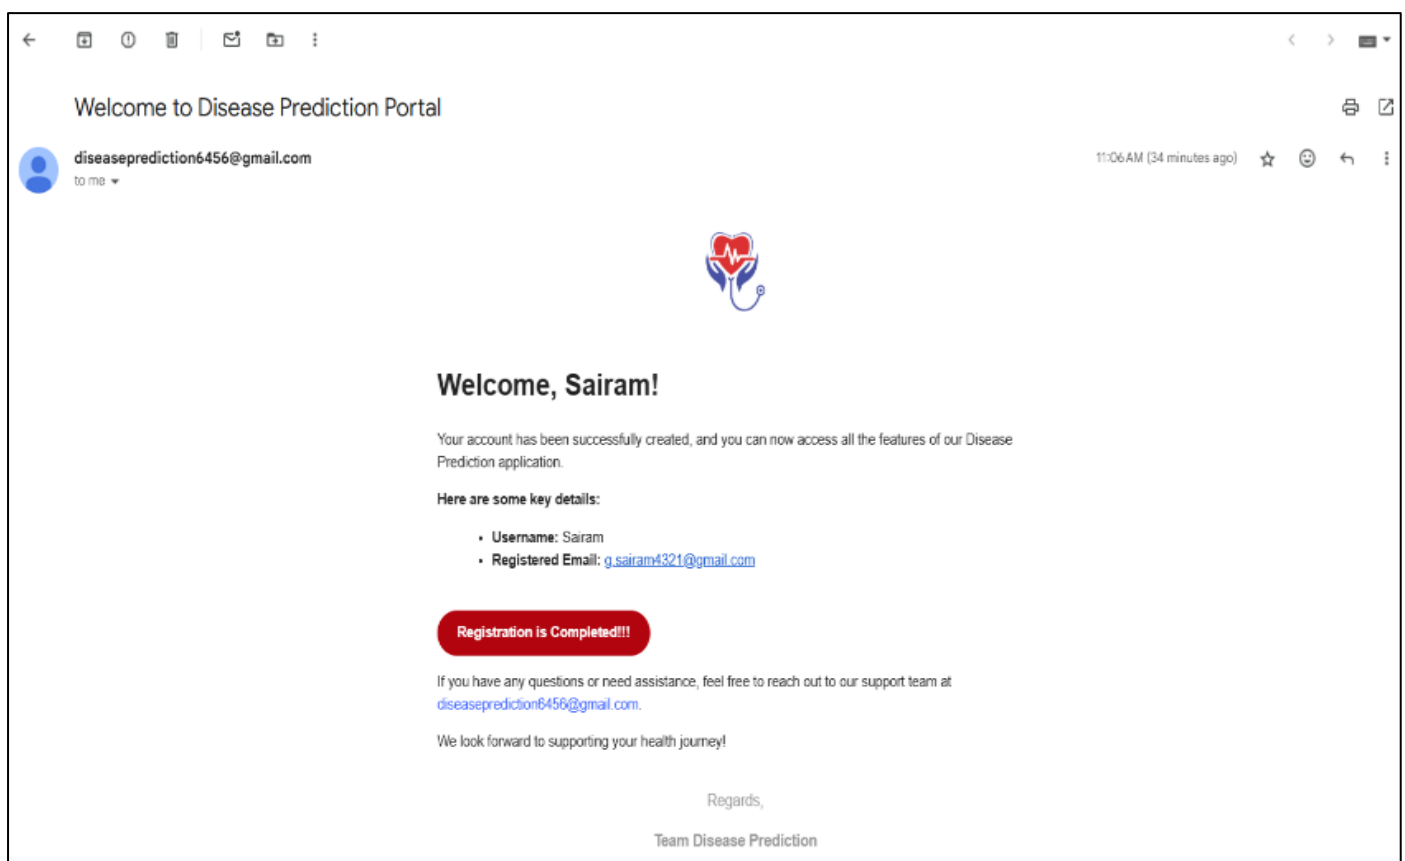 Welcome to Disease Prediction Portal
diseaseprediction6456@gmail.com
11:06 AM (34 minutes ago)
to me
Welcome, Sairam!
Your account has been successfully created, and you can now access all the features of our Disease
Prediction application.
Here are some key details:
• Username: Sairam
• Registered Email: g.sairam4321@gmail.com
Registration is Completed!!!
If you have any questions or need assistance, feel free to reach out to our support team at
diseaseprediction6456@gmail.com.
We look forward to supporting your health journey!
Regards,
Team Disease Prediction